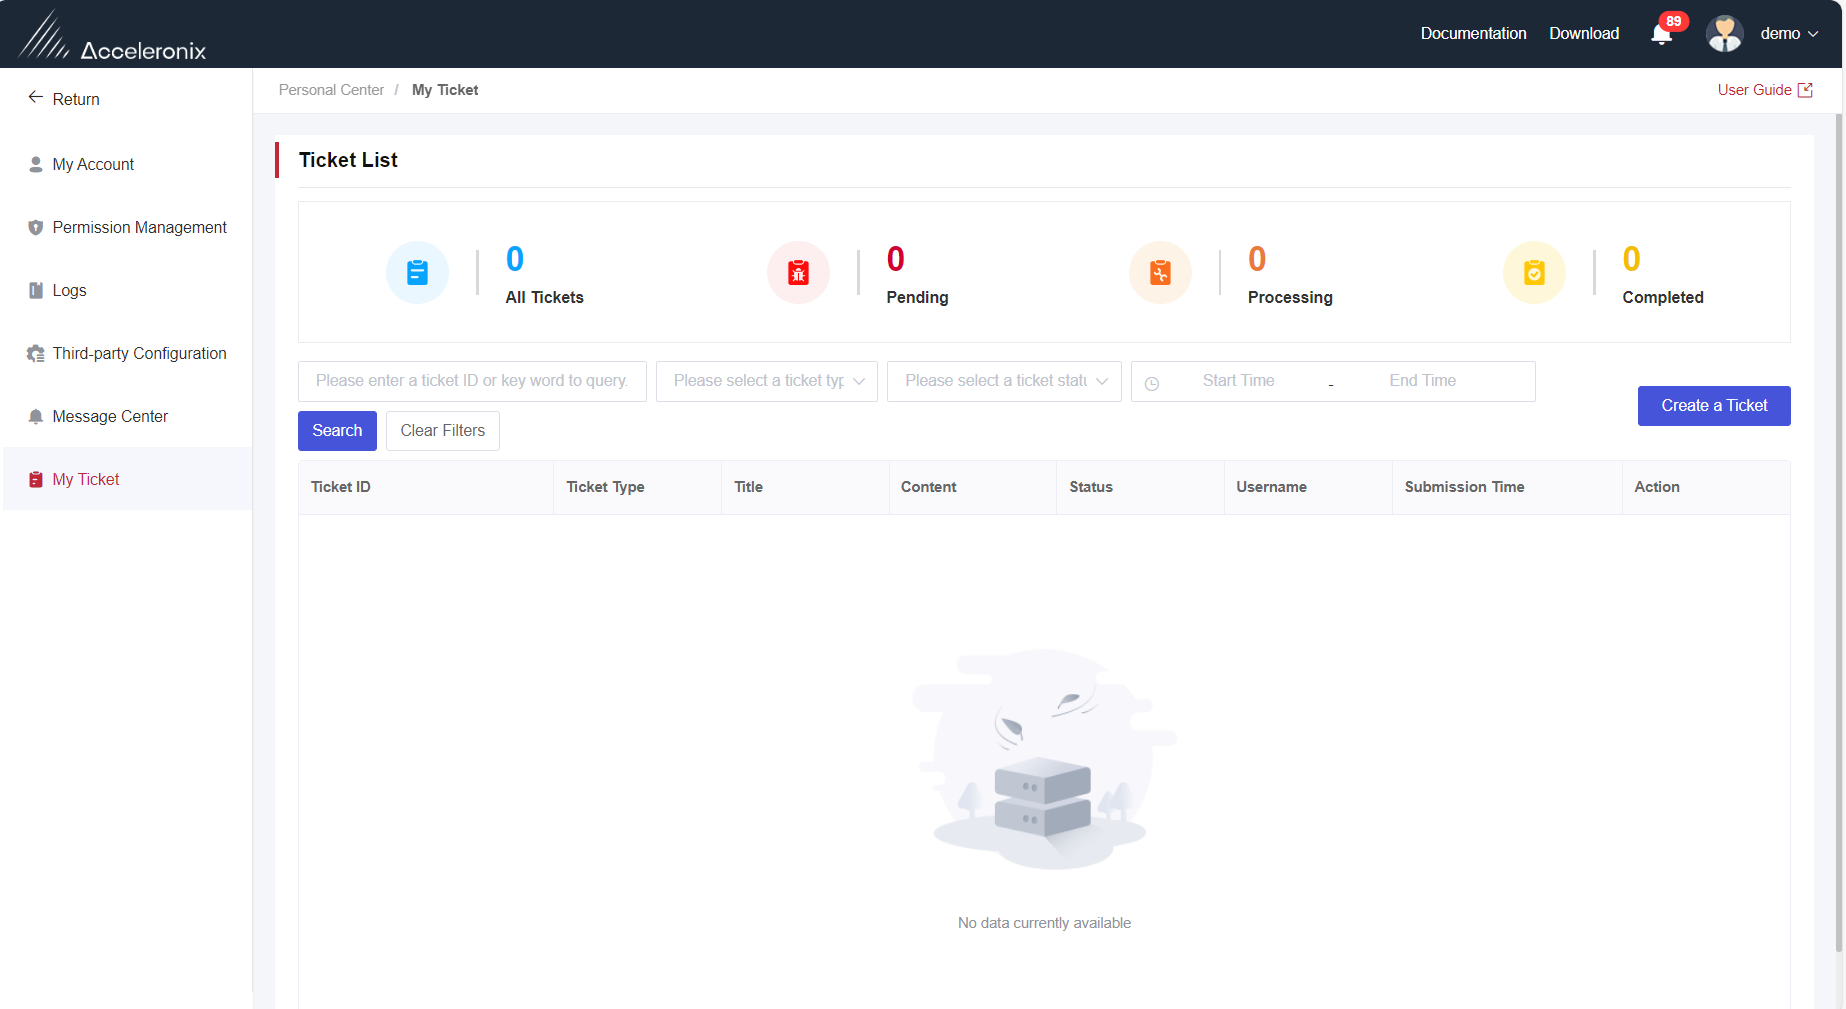 Acceleronix
Documentation
Download
89
demo
Return
My Account
Permission Management
Logs
Third-party Configuration
Message Center
My Ticket
Personal Center / My Ticket
User Guide
Ticket List
0
All Tickets
0
Pending
0
Processing
0
Completed
Please enter a ticket ID or key word to query.
Please select a ticket typ
Please select a ticket statu
Start Time - End Time
Create a Ticket
Search
Clear Filters
Ticket ID
Ticket Type
Title
Content
Status
Username
Submission Time
Action
No data currently available